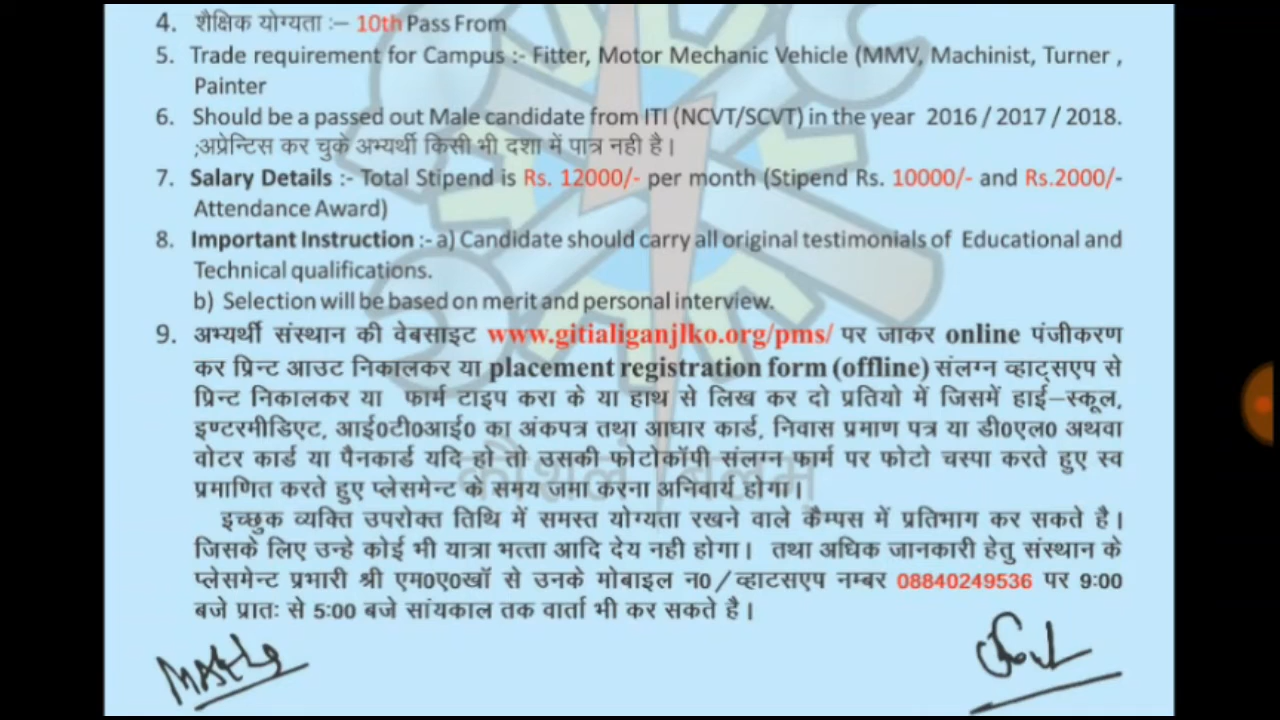 4. शैक्षिक योग्यता :– 10th Pass From
5. Trade requirement for Campus :- Fitter, Motor Mechanic Vehicle (MMV, Machinist, Turner ,
Painter
6. Should be a passed out Male candidate from ITI (NCVT/SCVT) in the year 2016 / 2017 / 2018.
;अप्रेन्टिस कर चुके अभ्यर्थी किसी भी दशा में पात्र नही है।
7. Salary Details :- Total Stipend is Rs. 12000/- per month (Stipend Rs. 10000/- and Rs.2000/-
Attendance Award)
8. Important Instruction :- a) Candidate should carry all original testimonials of Educational and
Technical qualifications.
b) Selection will be based on merit and personal interview.
9. अभ्यर्थी संस्थान की वेबसाइट www.gitialiganjlko.org/pms/ पर जाकर online पंजीकरण
कर प्रिन्ट आउट निकालकर या placement registration form (offline) संलग्न व्हाट्सएप से
प्रिन्ट निकालकर या फार्म टाइप करा के या हाथ से लिख कर दो प्रतियो में जिसमें हाई–स्कूल,
इण्टरमीडिएट, आई0टी0आई0 का अंकपत्र तथा आधार कार्ड, निवास प्रमाण पत्र या डी0एल0 अथवा
वोटर कार्ड या पैनकार्ड यदि हो तो उसकी फोटोकॉपी संलग्न फार्म पर फोटो चस्पा करते हुए स्व
प्रमाणित करते हुए प्लेसमेन्ट के समय जमा करना अनिवार्य होगा।
इच्छुक व्यक्ति उपरोक्त तिथि में समस्त योग्यता रखने वाले कैम्पस में प्रतिभाग कर सकते है।
जिसके लिए उन्हे कोई भी यात्रा भत्ता आदि देय नही होगा। तथा अधिक जानकारी हेतु संस्थान के
प्लेसमेन्ट प्रभारी श्री एम0ए0खॉ से उनके मोबाइल न0/व्हाटसएप नम्बर 08840249536 पर 9:00
बजे प्रातः से 5:00 बजे सांयकाल तक वार्ता भी कर सकते है।